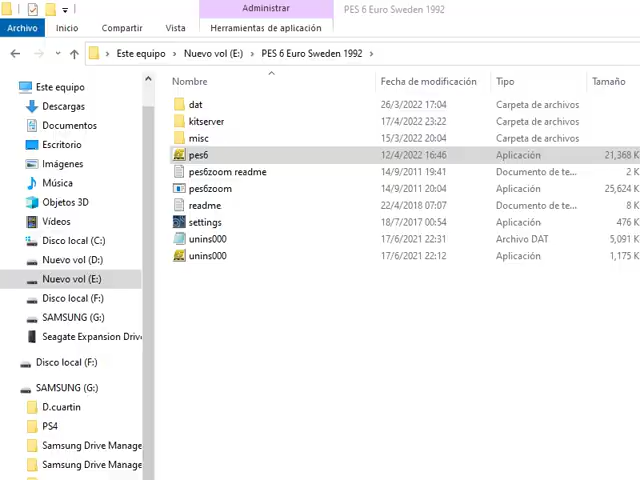 Administrar
PES 6 Euro Sweden 1992
Archivo Inicio Compartir Vista Herramientas de aplicación
Este equipo Nuevo vol (E:) PES 6 Euro Sweden 1992
Nombre Fecha de modificación Tipo Tamaño
Este equipo
Descargas
Documentos
Escritorio
Imágenes
Música
Objetos 3D
Vídeos
Disco local (C:)
Nuevo vol (D:)
Nuevo vol (E:)
Disco local (F:)
SAMSUNG (G:)
Seagate Expansion Drive
Disco local (F:)
SAMSUNG (G:)
D.cuartin
PS4
Samsung Drive Manage
Samsung Drive Manage
dat 26/3/2022 17:04 Carpeta de archivos
kitserver 17/4/2022 23:22 Carpeta de archivos
misc 15/3/2022 20:04 Carpeta de archivos
pes6 12/4/2022 16:46 Aplicación 21,368 K
pes6zoom readme 14/9/2011 19:41 Documento de te... 2 K
pes6zoom 14/9/2011 20:04 Aplicación 25,624 K
readme 22/4/2018 07:07 Documento de te... 8 K
settings 18/7/2017 00:54 Aplicación 476 K
unins000 17/6/2021 22:31 Archivo DAT 5,091 K
unins000 17/6/2021 22:12 Aplicación 1,175 K